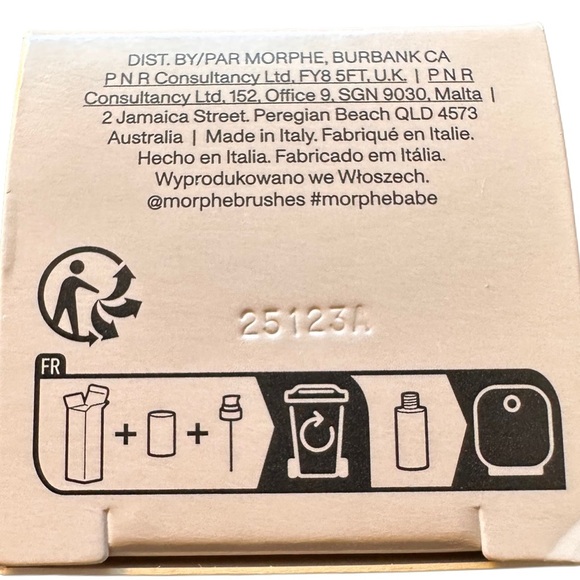 DIST. BY/PAR MORPHE, BURBANK CA
P N R Consultancy Ltd, FY8 5FT, U.K. | P N R
Consultancy Ltd, 152, Office 9, SGN 9030, Malta |
2 Jamaica Street. Peregian Beach QLD 4573
Australia | Made in Italy. Fabriqué en Italie.
Hecho en Italia. Fabricado em Itália.
Wyprodukowano we Włoszech.
@morphebrushes #morphebabe
25123A
FR